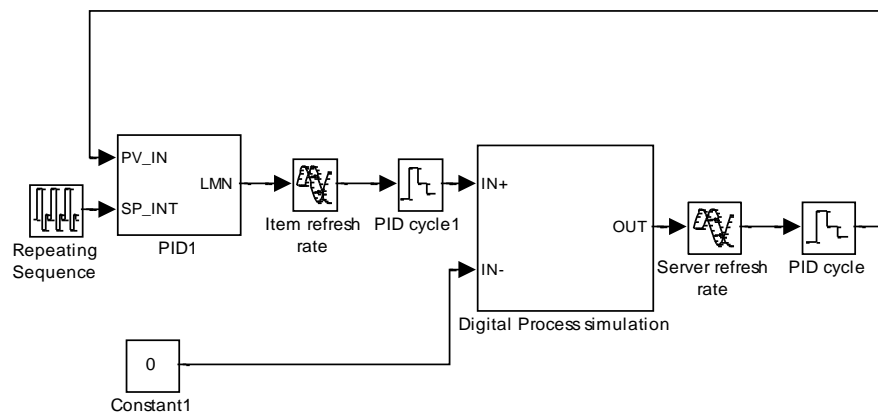 PV_IN
LMN
SP_INT
PID1
Repeating
Sequence
Item refresh
rate
PID cycle1
IN+
OUT
IN-
Digital Process simulation
Server refresh
rate
PID cycle
0
Constant1